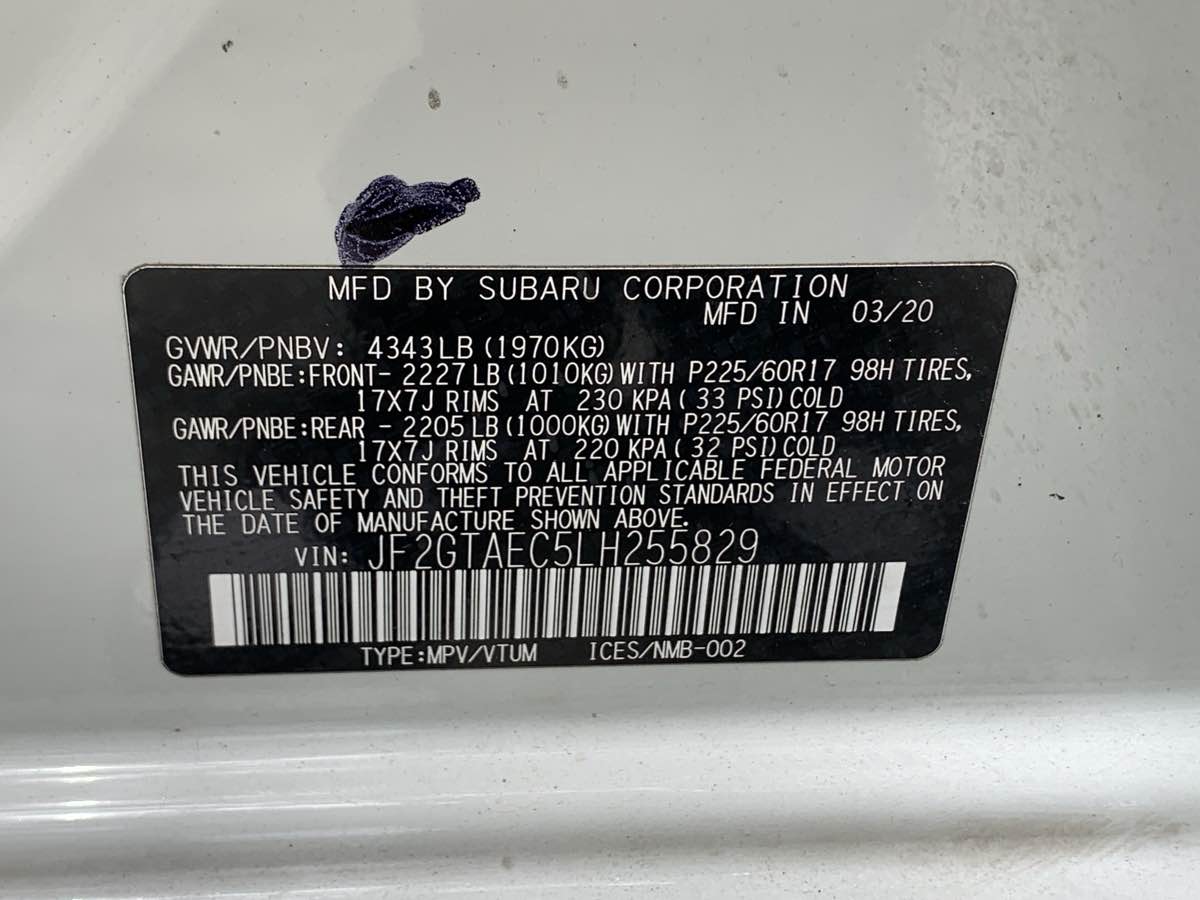 MFD BY SUBARU CORPORATION
MFD IN 03/20
GVWR/PNBV: 4343LB (1970KG)
GAWR/PNBE:FRONT- 2227LB (1010KG) WITH P225/60R17 98H TIRES,
17X7J RIMS AT 230 KPA ( 33 PSI) COLD
GAWR/PNBE:REAR - 2205LB (1000KG) WITH P225/60R17 98H TIRES,
17X7J RIMS AT 220 KPA ( 32 PSI) COLD
THIS VEHICLE CONFORMS TO ALL APPLICABLE FEDERAL MOTOR
VEHICLE SAFETY AND THEFT PREVENTION STANDARDS IN EFFECT ON
THE DATE OF MANUFACTURE SHOWN ABOVE.
VIN: JF2GTAEC5LH255829
TYPE:MPV/VTUM ICES/NMB-002